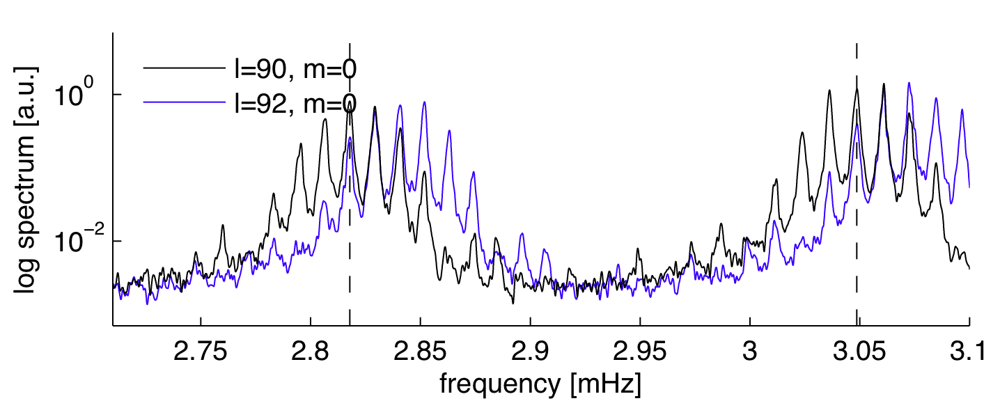 l=90, m=0
l=92, m=0
10^0
10^−2
log spectrum [a.u.]
2.75 2.8 2.85 2.9 2.95 3 3.05 3.1
frequency [mHz]